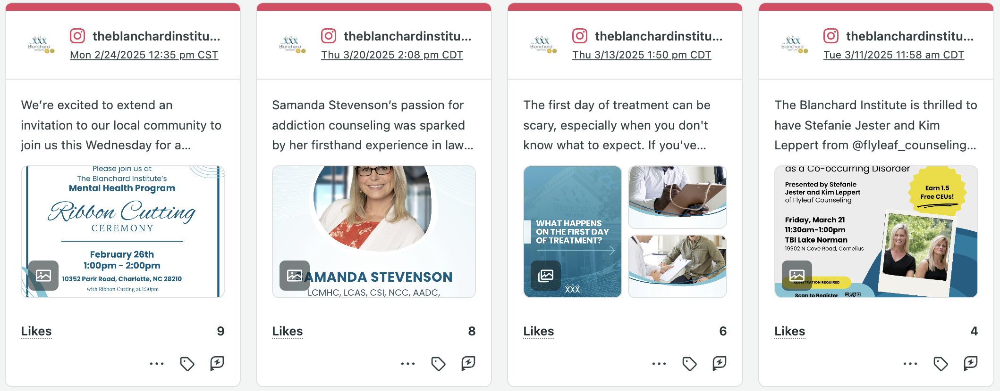 theblanchardinstitu...
Mon 2/24/2025 12:35 pm CST
We’re excited to extend an
invitation to our local community to
join us this Wednesday for a...
Please join us at
The Blanchard Institute’s
Mental Health Program
Ribbon Cutting
CEREMONY
February 26th
1:00pm - 2:00pm
10352 Park Road, Charlotte, NC 28210
with Ribbon Cutting at 1:30pm
Likes 9
theblanchardinstitu...
Thu 3/20/2025 2:08 pm CDT
Samanda Stevenson’s passion for
addiction counseling was sparked
by her firsthand experience in law...
SAMANDA STEVENSON
LCMHC, LCAS, CSI, NCC, AADC,
Likes 8
theblanchardinstitu...
Thu 3/13/2025 1:50 pm CDT
The first day of treatment can be
scary, especially when you don't
know what to expect. If you've...
Blanchard
WHAT HAPPENS
ON THE FIRST DAY
OF TREATMENT?
Likes 6
theblanchardinstitu...
Tue 3/11/2025 11:58 am CDT
The Blanchard Institute is thrilled to
have Stefanie Jester and Kim
Leppert from @flyleaf_counseling...
as a Co-occurring Disorder
Presented by Stefanie
Jester and Kim Leppert
of Flyleaf Counseling
Earn 1.5
Free CEUs!
Friday, March 21
11:30am-1:00pm
TBI Lake Norman
19902 N Cove Road, Cornelius
REGISTRATION REQUIRED
Scan to Register
Likes 4